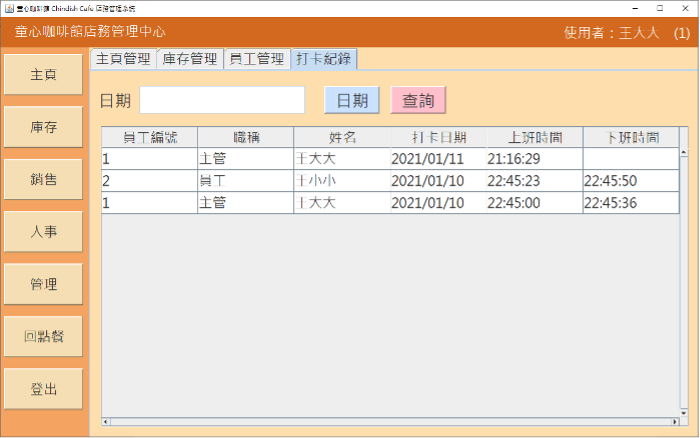 童心咖啡館 Chindish Cafe 店務管理系統
童心咖啡館店務管理中心 使用者：王大大 (1)
主頁
庫存
銷售
人事
管理
回點餐
登出
主頁管理 庫存管理 員工管理 打卡紀錄
日期 日期 查詢
員工編號 職稱 姓名 打卡日期 上班時間 下班時間
1 主管 王大大 2021/01/11 21:16:29
2 員工 王小小 2021/01/10 22:45:23 22:45:50
1 主管 王大大 2021/01/10 22:45:00 22:45:36